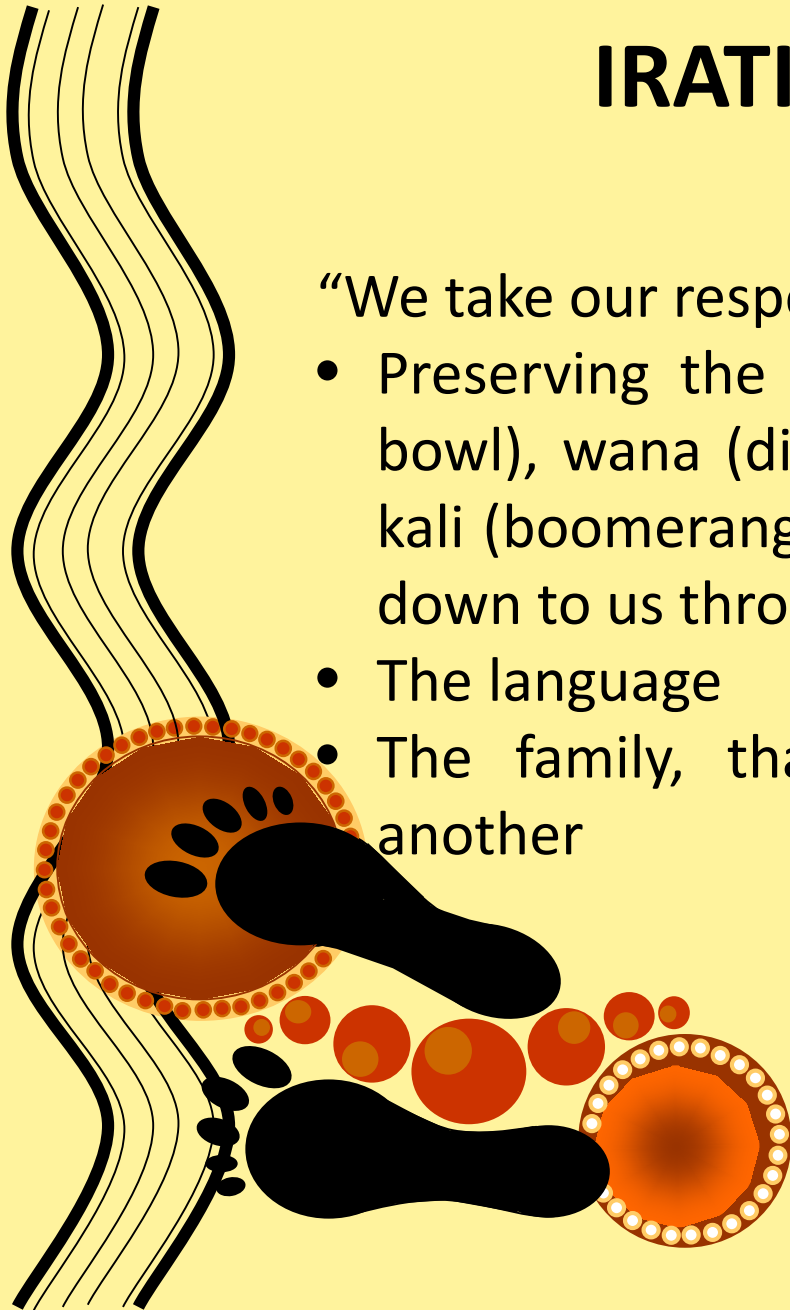 IRATI
“We take our resp
• Preserving the
bowl), wana (di
kali (boomerang
down to us thro
• The language
• The family, tha
another